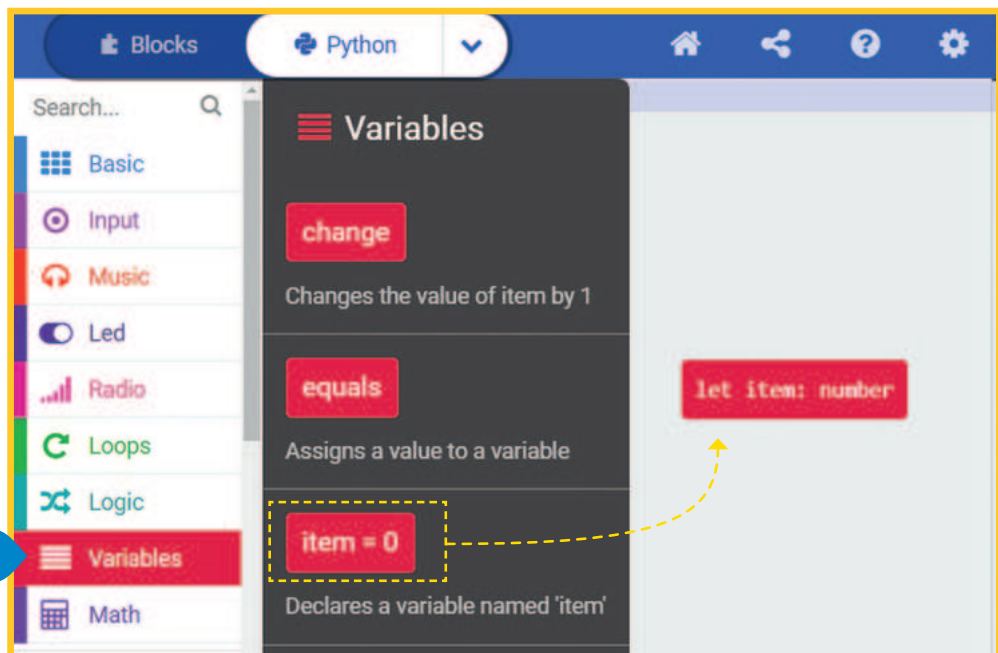 Blocks
Python
Search...
Basic
Input
Music
Led
Radio
Loops
Logic
Variables
Math
Variables
change
Changes the value of item by 1
equals
Assigns a value to a variable
item = 0
Declares a variable named 'item'
let item: number